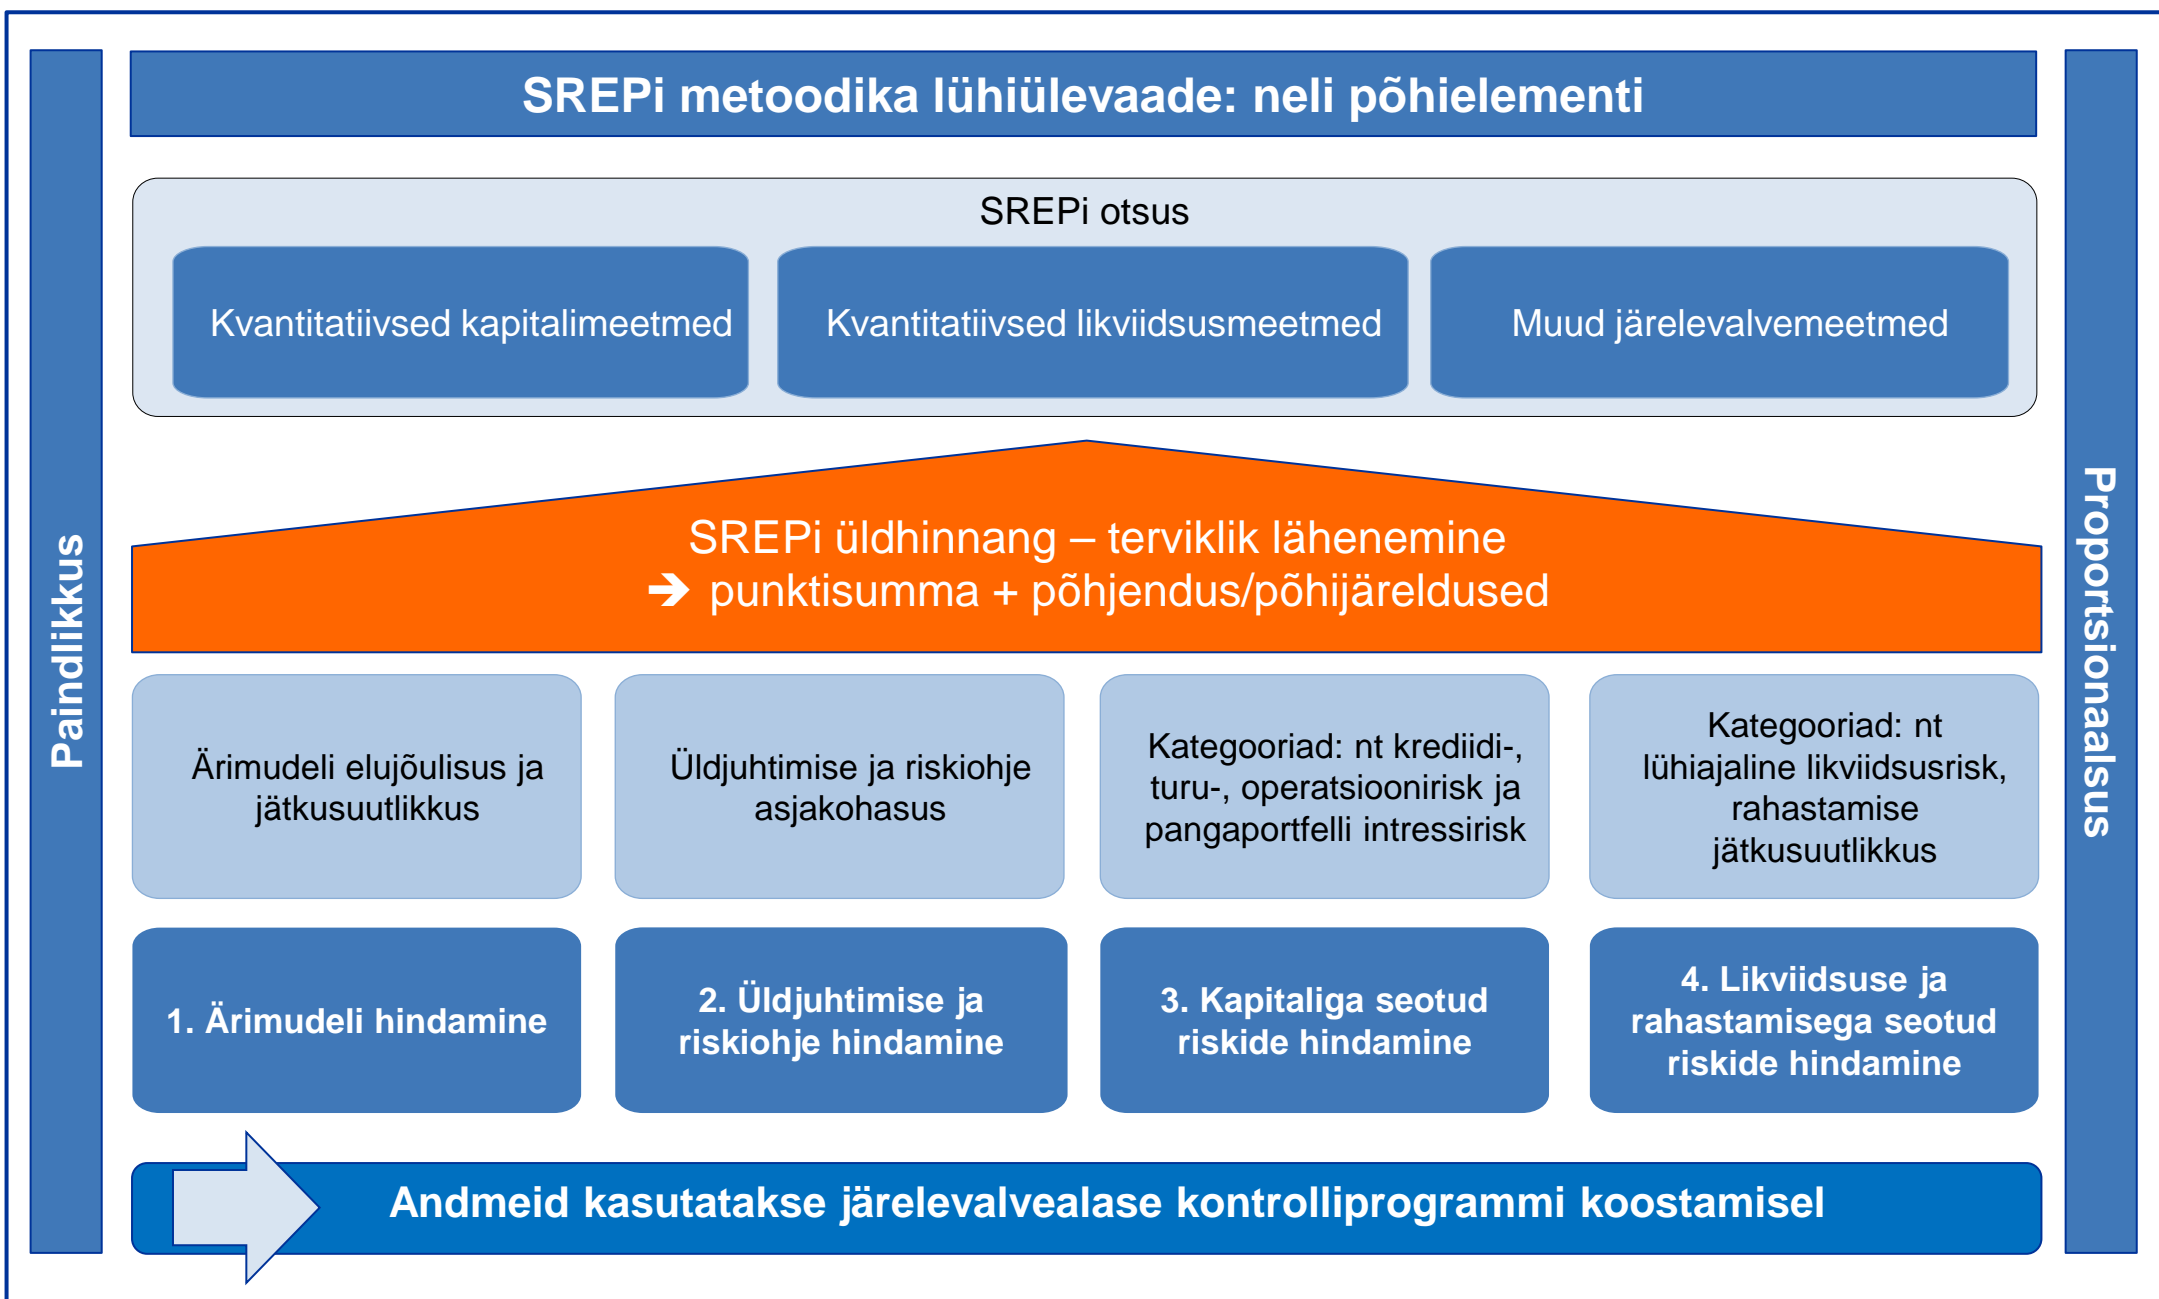 SREPi metoodika lühiülevaade: neli põhielementi
Paindlikkus
SREPi otsus
Kvantitatiivsed kapitalimeetmed
Kvantitatiivsed likviidsusmeetmed
Muud järelevalvemeetmed
SREPi üldhinnang – terviklik lähenemine
➔ punktisumma + põhjendus/põhijäreldused
Ärimudeli elujõulisus ja
jätkusuutlikkus
Üldjuhtimise ja riskiohje
asjakohasus
Kategooriad: nt krediidi-,
turu-, operatsioonirisk ja
pangaportfelli intressirisk
Kategooriad: nt
lühiajaline likviidsusrisk,
rahastamise
jätkusuutlikkus
1. Ärimudeli hindamine
2. Üldjuhtimise ja
riskiohje hindamine
3. Kapitaliga seotud
riskide hindamine
4. Likviidsuse ja
rahastamisega seotud
riskide hindamine
Andmeid kasutatakse järelevalvealase kontrolliprogrammi koostamisel
Proportsionaalsus